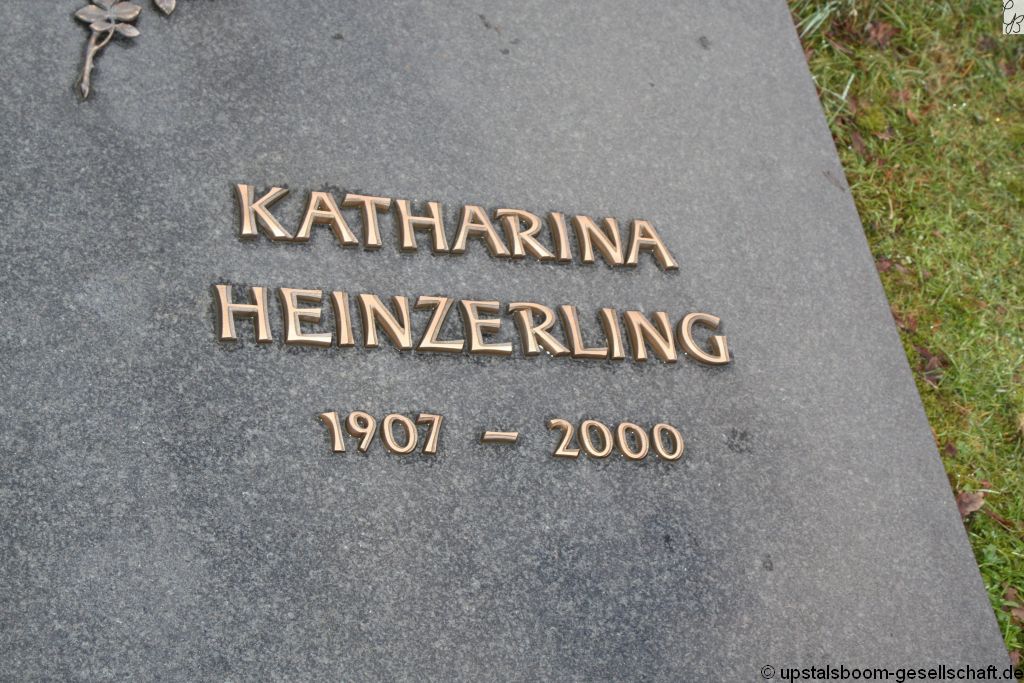 KATHARINA
HEINZERLING
1907 – 2000
© upstalsboom-gesellschaft.de